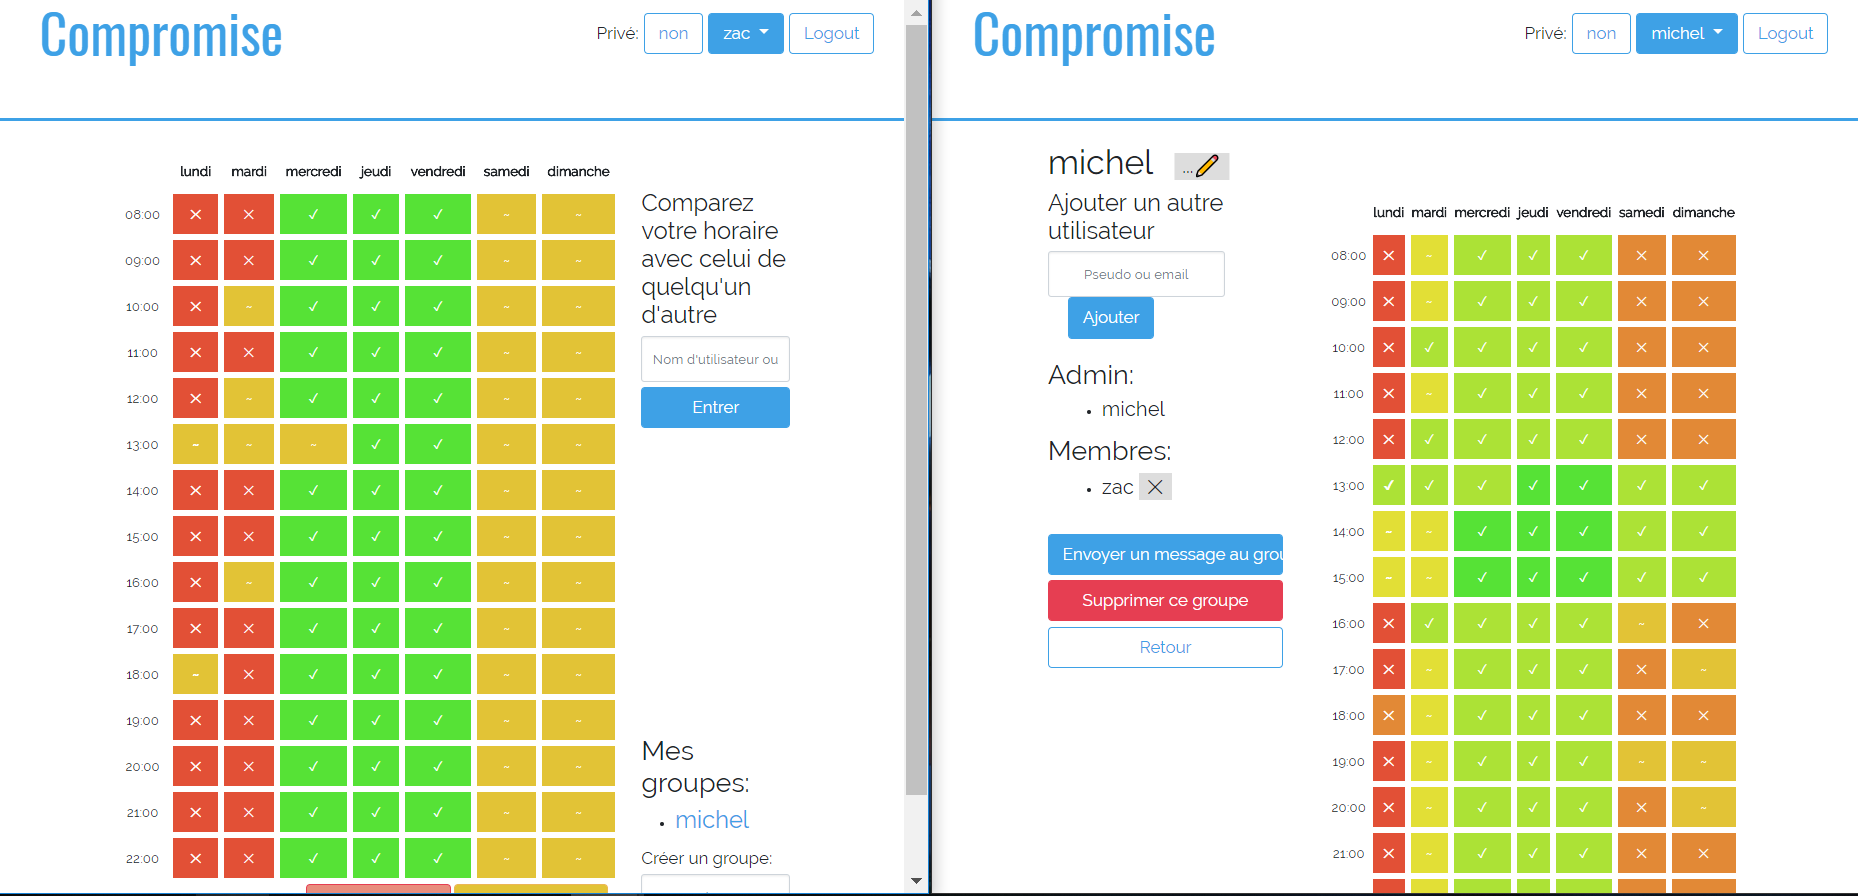 Compromise
Privé: non zac Logout
lundi mardi mercredi jeudi vendredi samedi dimanche
08:00 × × ✓ ✓ ✓ ~ ~
09:00 × × ✓ ✓ ✓ ~ ~
10:00 × ~ ✓ ✓ ✓ ~ ~
11:00 × × ✓ ✓ ✓ ~ ~
12:00 × ~ ✓ ✓ ✓ ~ ~
13:00 ~ ~ ~ ✓ ✓ ~ ~
14:00 × × ✓ ✓ ✓ ~ ~
15:00 × × ✓ ✓ ✓ ~ ~
16:00 × ~ ✓ ✓ ✓ ~ ~
17:00 × × ✓ ✓ ✓ ~ ~
18:00 ~ × ✓ ✓ ✓ ~ ~
19:00 × × ✓ ✓ ✓ ~ ~
20:00 × × ✓ ✓ ✓ ~ ~
21:00 × × ✓ ✓ ✓ ~ ~
22:00 × × ✓ ✓ ✓ ~ ~
Comparez
votre horaire
avec celui de
quelqu'un
d'autre
Nom d'utilisateur ou
Entrer
Mes
groupes:
• michel
Créer un groupe:
Compromise
Privé: non michel Logout
michel ...
Ajouter un autre
utilisateur
Pseudo ou email
Ajouter
Admin:
• michel
Membres:
• zac ×
Envoyer un message au grou
Supprimer ce groupe
Retour
lundi mardi mercredi jeudi vendredi samedi dimanche
08:00 × ~ ✓ ✓ ✓ × ×
09:00 × ~ ✓ ✓ ✓ × ×
10:00 × ✓ ✓ ✓ ✓ × ×
11:00 × ~ ✓ ✓ ✓ × ×
12:00 × ✓ ✓ ✓ ✓ × ×
13:00 ✓ ✓ ✓ ✓ ✓ ✓ ✓
14:00 ~ ~ ✓ ✓ ✓ ✓ ✓
15:00 ~ ~ ✓ ✓ ✓ ✓ ✓
16:00 × ✓ ✓ ✓ ✓ ~ ×
17:00 × ~ ✓ ✓ ✓ × ~
18:00 × ~ ✓ ✓ ✓ × ×
19:00 × ~ ✓ ✓ ✓ ~ ~
20:00 × ~ ✓ ✓ ✓ × ~
21:00 × ~ ✓ ✓ ✓ × ×